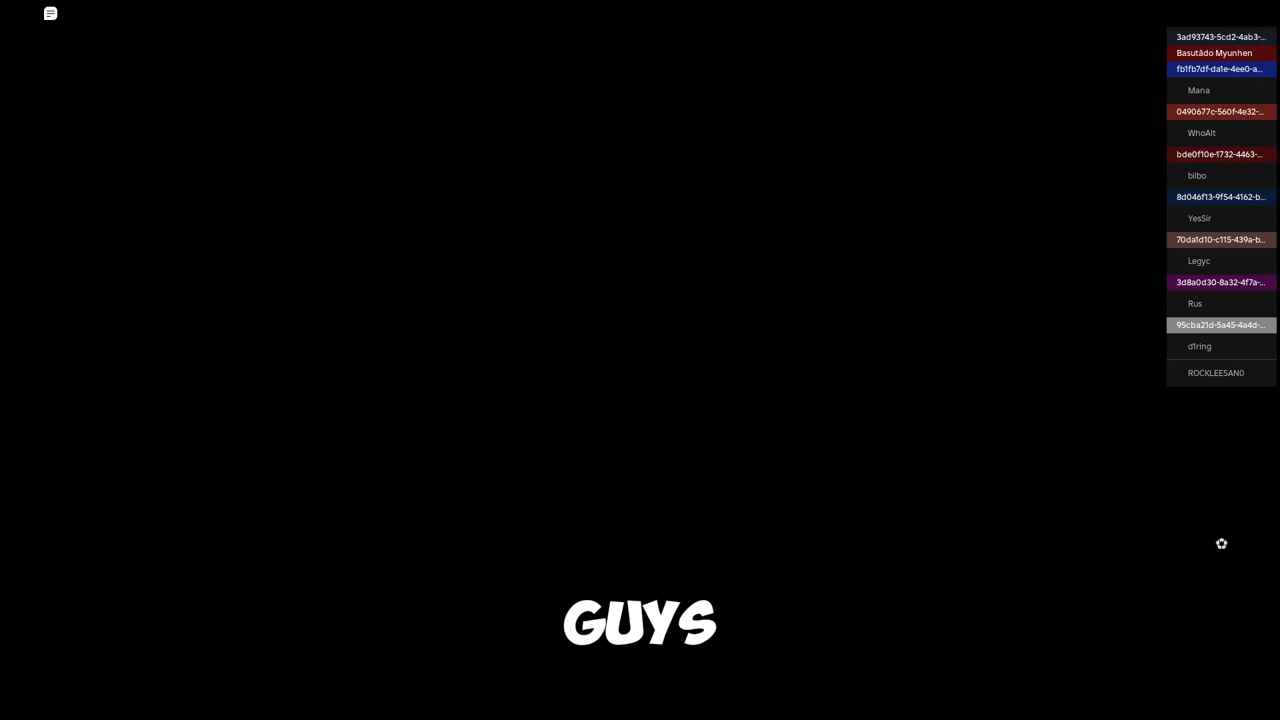 3ad93743-5cd2-4ab3-...
Basutādo Myunhen
fb1fb7df-da1e-4ee0-a...
Mana
0490677c-560f-4e32-...
WhoAlt
bde0f10e-1732-4463-...
bilbo
8d046f13-9f54-4162-b...
YesSir
70da1d10-c115-439a-b...
Legyc
3d8a0d30-8a32-4f7a-...
Rus
95cba21d-5a45-4a4d-...
d1ring
ROCKLEESAN0
GUYS